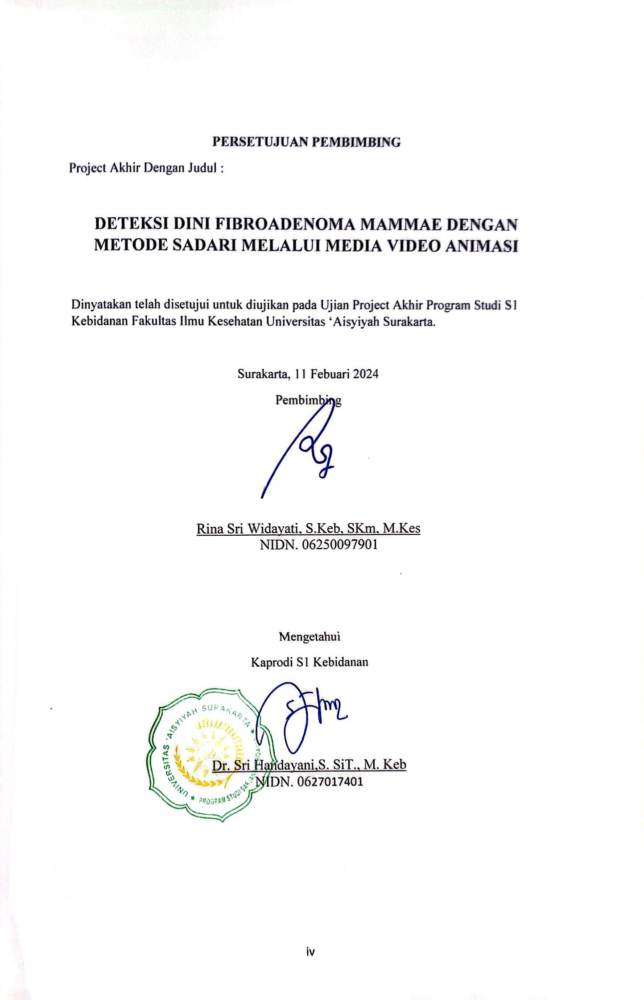 PERSETUJUAN PEMBIMBING
Project Akhir Dengan Judul :
DETEKSI DINI FIBROADENOMA MAMMAE DENGAN
METODE SADARI MELALUI MEDIA VIDEO ANIMASI
Dinyatakan telah disetujui untuk diujikan pada Ujian Project Akhir Program Studi S1
Kebidanan Fakultas Ilmu Kesehatan Universitas ‘Aisyiyah Surakarta.
Surakarta, 11 Febuari 2024
Pembimbing
Rina Sri Widayati, S.Keb, SKm, M.Kes
NIDN. 06250097901
Mengetahui
Kaprodi S1 Kebidanan
UNIVERSITAS 'AISYIYAH SURAKARTA
Dr. Sri Handayani,S. SiT., M. Keb
NIDN. 0627017401
PROGRAM STUDI
iv